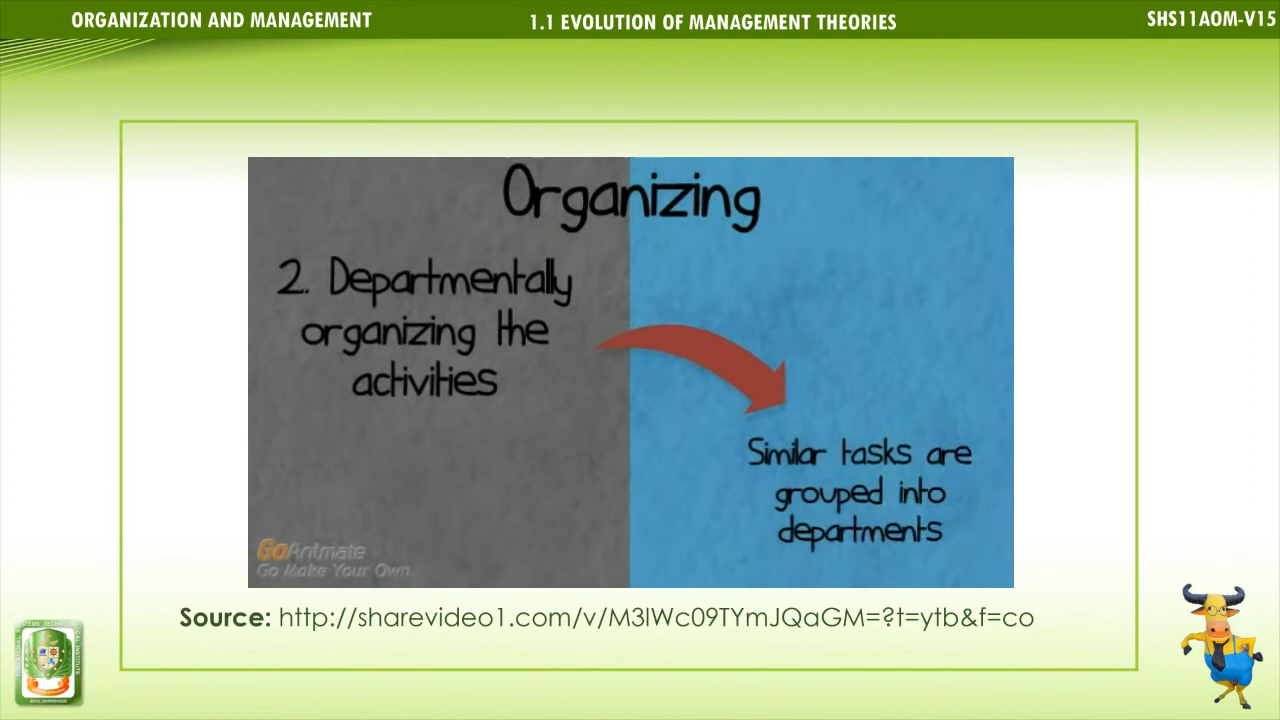 ORGANIZATION AND MANAGEMENT
1.1 EVOLUTION OF MANAGEMENT THEORIES
SHS11AOM-V15
Organizing
2. Departmentally
organizing the
activities
Similar tasks are
grouped into
departments
GoAnimate
Go Make Your Own
Source: http://sharevideo1.com/v/M3lWc09TYmJQaGM=?t=ytb&f=co